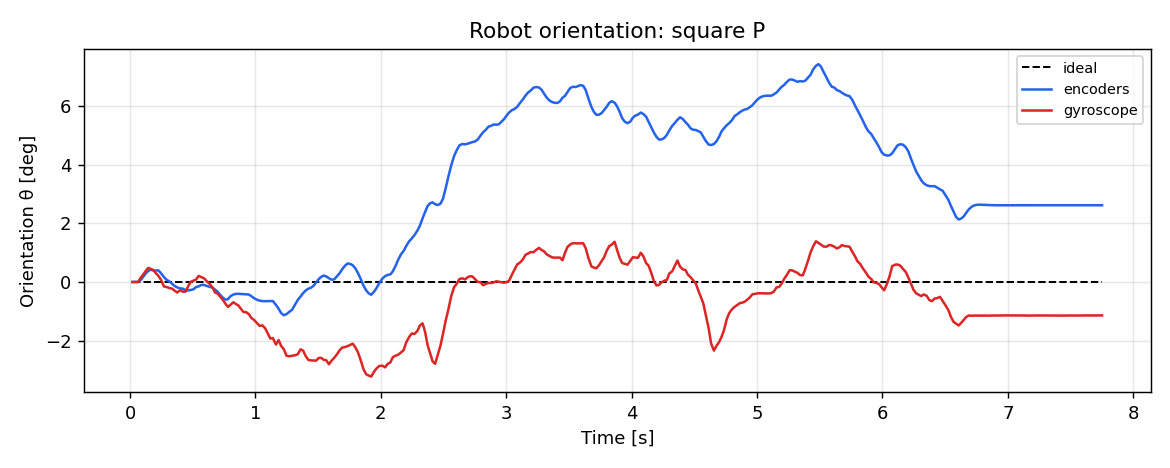 Robot orientation: square P
ideal
encoders
gyroscope
Orientation θ [deg]
6
4
2
0
−2
0 1 2 3 4 5 6 7 8
Time [s]